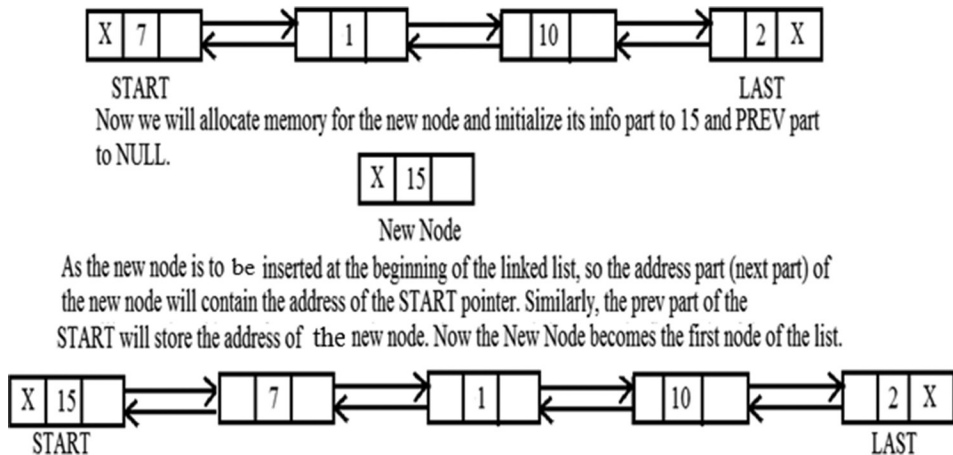 X 7 1 10 2 X
START LAST
Now we will allocate memory for the new node and initialize its info part to 15 and PREV part
to NULL.
X 15
New Node
As the new node is to be inserted at the beginning of the linked list, so the address part (next part) of
the new node will contain the address of the START pointer. Similarly, the prev part of the
START will store the address of the new node. Now the New Node becomes the first node of the list.
X 15 7 1 10 2 X
START LAST